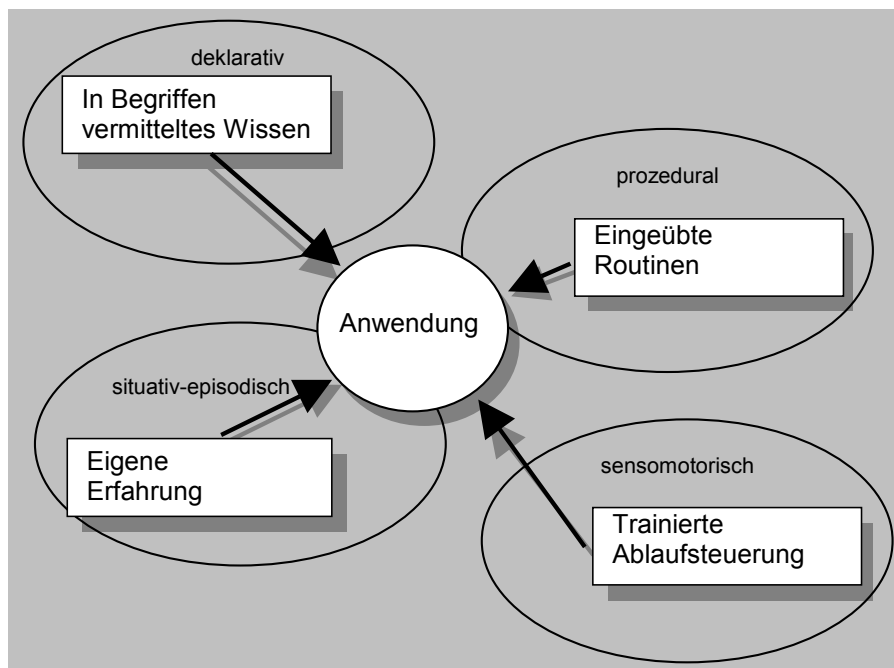 deklarativ
In Begriffen
vermitteltes Wissen
prozedural
Eingeübte
Routinen
Anwendung
situativ-episodisch
Eigene
Erfahrung
sensomotorisch
Trainierte
Ablaufsteuerung